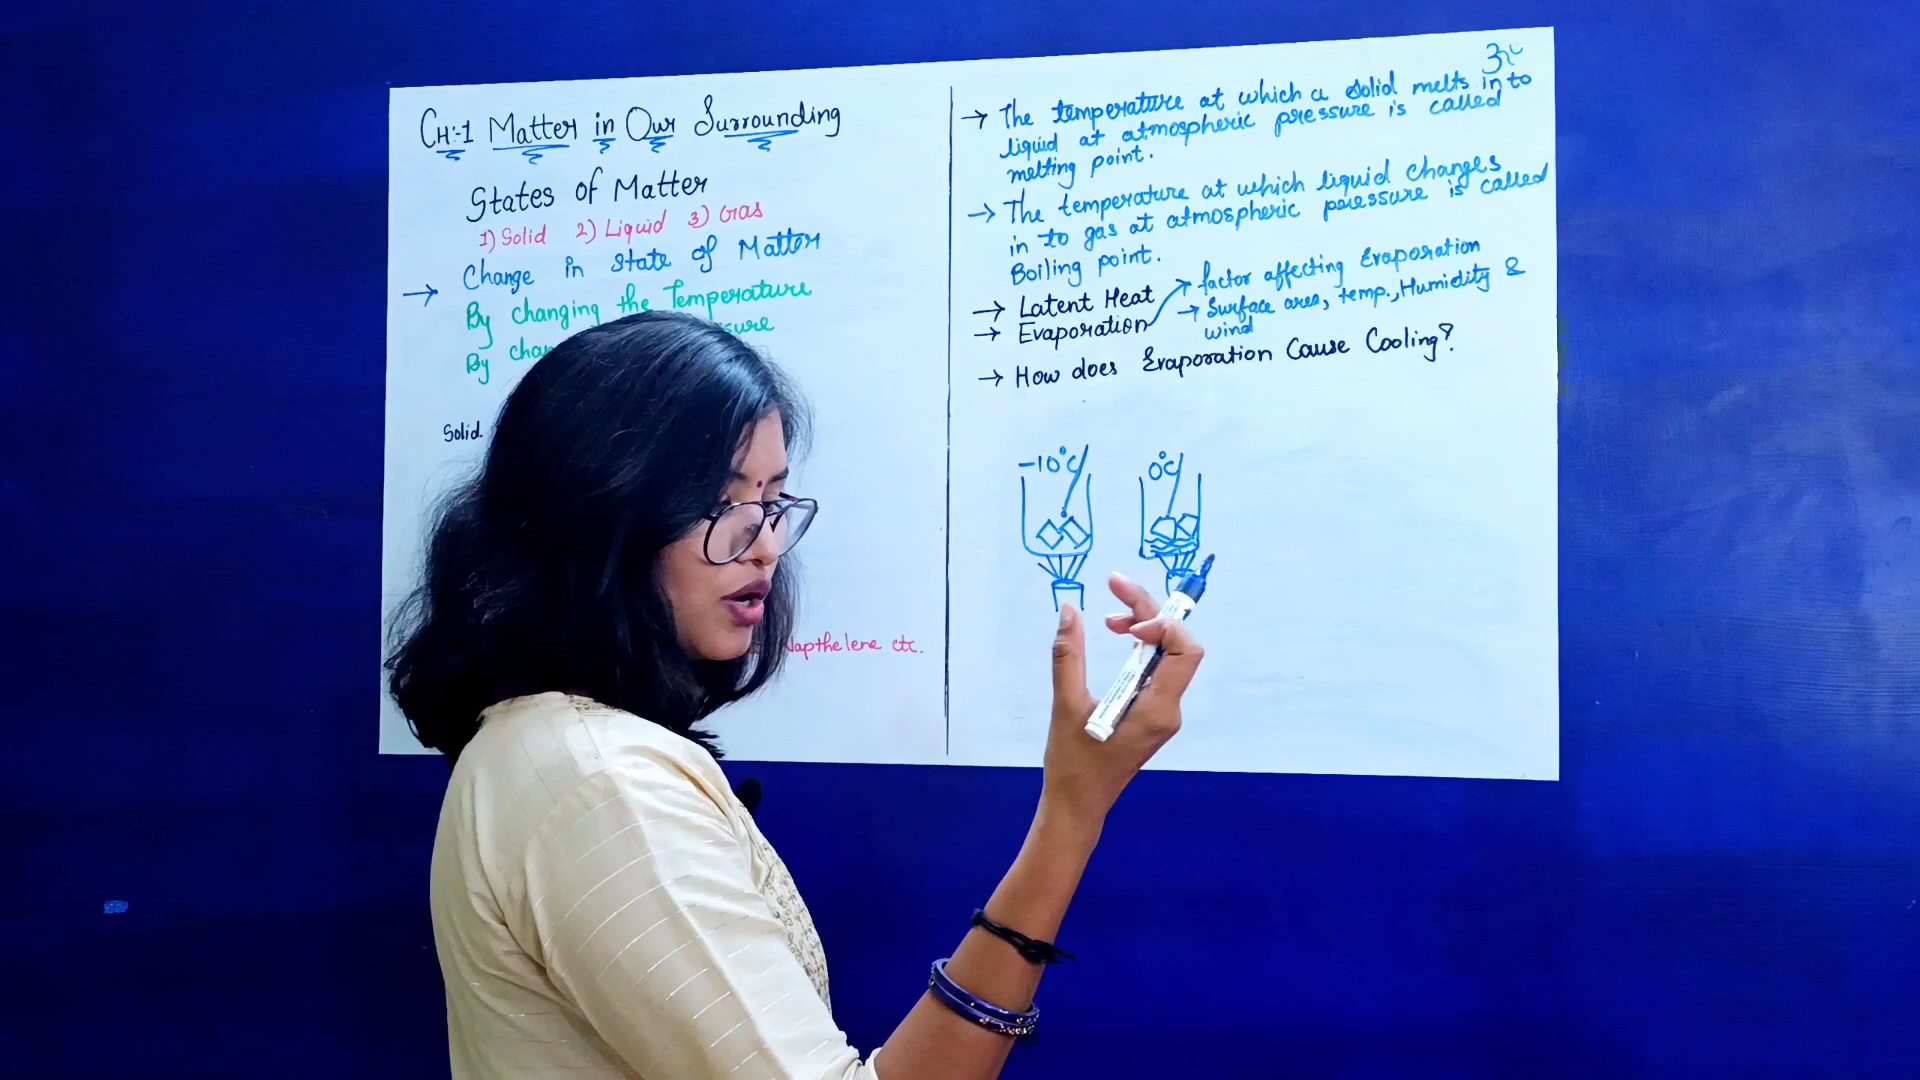 CH:-1 Matter in Our Surrounding
States of Matter
1) Solid 2) Liquid 3) Gas
→ Change in state of Matter
By changing the Temperature
By
Solid.
Napthelene etc.
→ The temperature at which a solid melts in to
liquid at atmospheric pressure is called
melting point.
→ The temperature at which liquid changes
in to gas at atmospheric pressure is called
Boiling point.
→ Latent Heat
→ Evaporation
→ factor affecting Evaporation
→ Surface area, temp., Humidity &
wind
→ How does Evaporation Cause Cooling?
-10°C
0°C